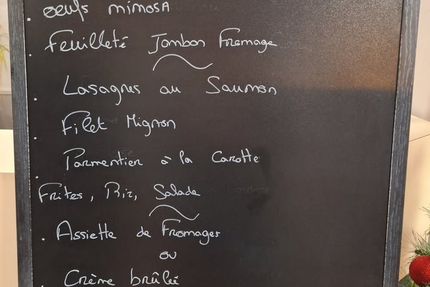 oeufs mimosa
Feuilleté Jambon Fromage
Lasagnes au Saumon
Filet Mignon
Parmentier à la Carotte
Frites, Riz, Salade
. Assiette de Fromages
ou
. Crème brûlée